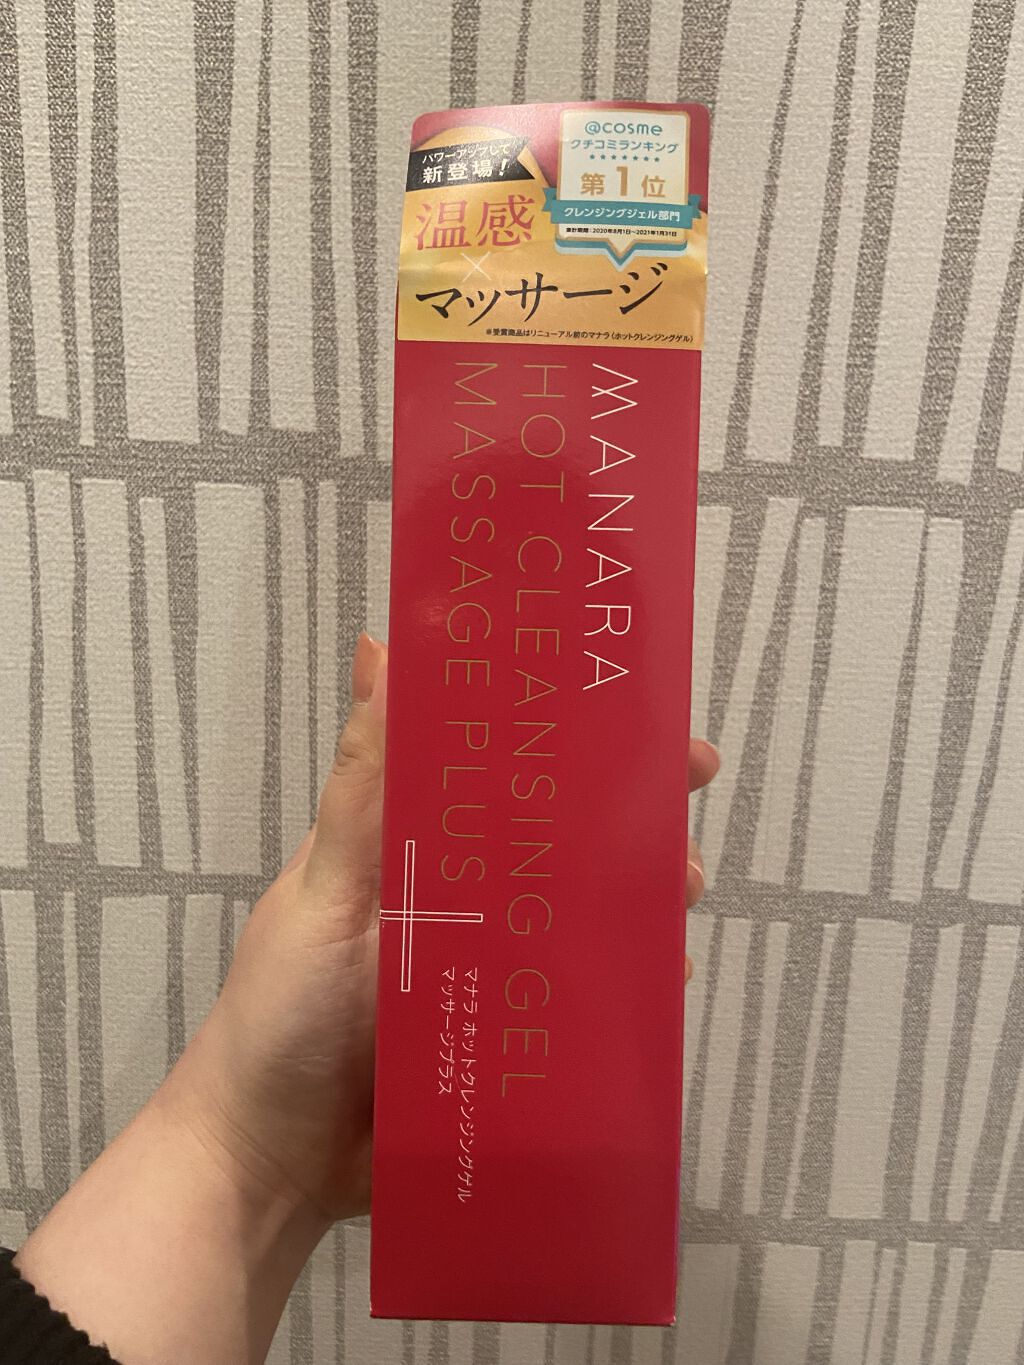 パワーアップして
新登場!
温感
×
マッサージ
@cosme
クチコミランキング
★★★★★★★
第1位
クレンジングジェル部門
集計期間:2020年8月1日~2021年1月31日
※受賞商品はリニューアル前のマナラ(ホットクレンジングゲル)
MANARA
HOT CLEANSING GEL
MASSAGE PLUS
マナラ ホットクレンジングゲル
マッサージプラス